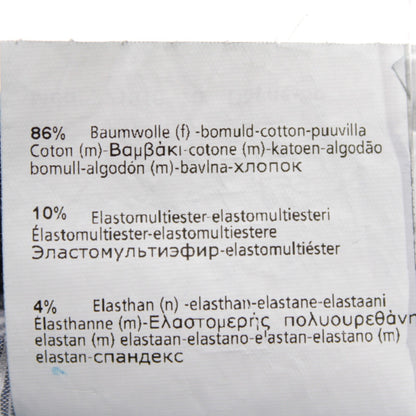 86% Baumwolle (f) -bomuld-cotton-puuvilla
Coton (m)-Βαμβάκι-cotone (m)-katoen-algodão
bomull-algodón (m)-bavlna-хлопок
10% Elastomultiester-elastomultiesteri
Élastomultiester-elastomultiestere
Эластомультиэфир-elastomultiéster
4% Elasthan (n) -elasthan-elastane-elastaani
Élasthanne (m)-Ελαστομερής πολυουρεθάνη
elastan (m) elastaan-elastano-elastan-elastano (m)
elastan-спандекс